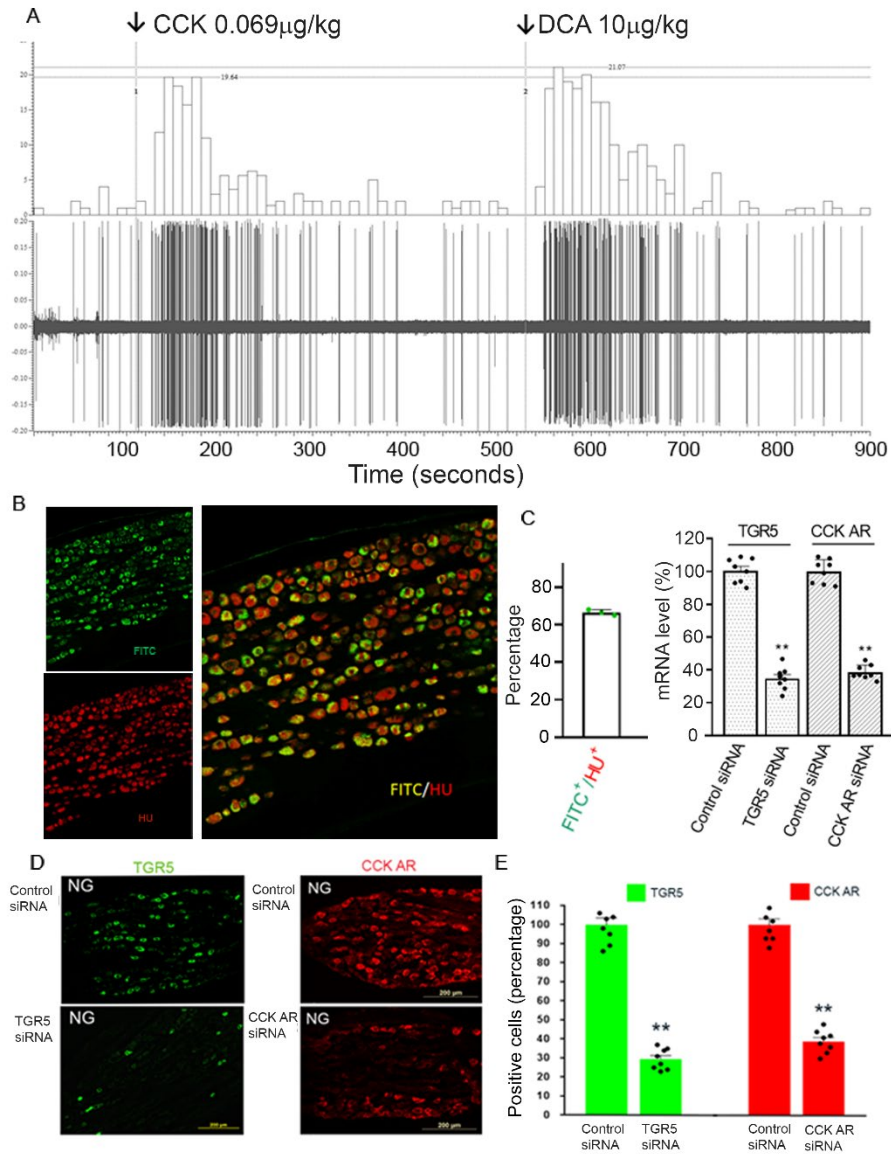 A
CCK 0.069µg/kg
DCA 10µg/kg
25
20
15
10
5
0
19.64
21.07
1
2
0.20
0.15
0.10
0.05
0.00
-0.05
-0.10
-0.15
-0.20
100 200 300 400 500 600 700 800 900
Time (seconds)
B
FITC
HU
FITC/HU
C
Percentage
80
60
40
20
0
FITC⁺/HU⁺
mRNA level (%)
120
100
80
60
40
20
0
TGR5
CCK AR
**
**
Control siRNA
TGR5 siRNA
Control siRNA
CCK AR siRNA
D
TGR5
CCK AR
Control siRNA
NG
Control siRNA
NG
200 µm
TGR5 siRNA
NG
200 µm
CCK AR siRNA
NG
200 µm
E
TGR5
CCK AR
Positive cells (percentage)
110
100
90
80
70
60
50
40
30
20
10
0
**
**
Control siRNA
TGR5 siRNA
Control siRNA
CCK AR siRNA